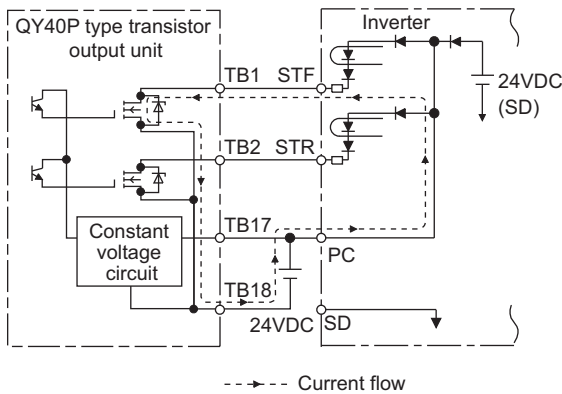 QY40P type transistor
output unit
Inverter
TB1 STF
24VDC
(SD)
TB2 STR
Constant
voltage
circuit
TB17
PC
TB18
24VDC
SD
Current flow